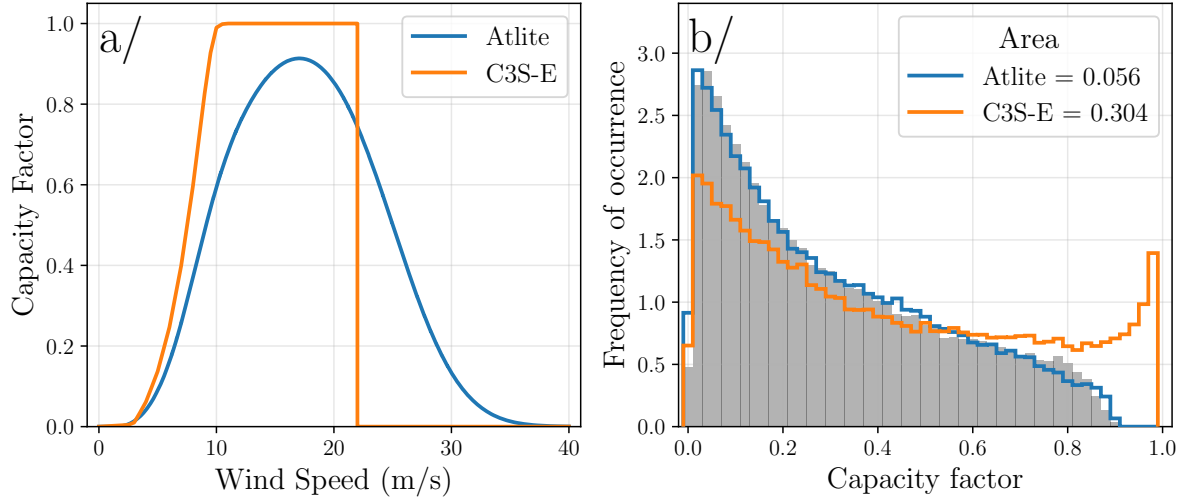 a/
Atlite
C3S-E
Capacity Factor
1.0
0.8
0.6
0.4
0.2
0.0
0
10
20
30
40
Wind Speed (m/s)
b/
Area
Atlite = 0.056
C3S-E = 0.304
Frequency of occurrence
3.0
2.5
2.0
1.5
1.0
0.5
0.0
0.0
0.2
0.4
0.6
0.8
1.0
Capacity factor